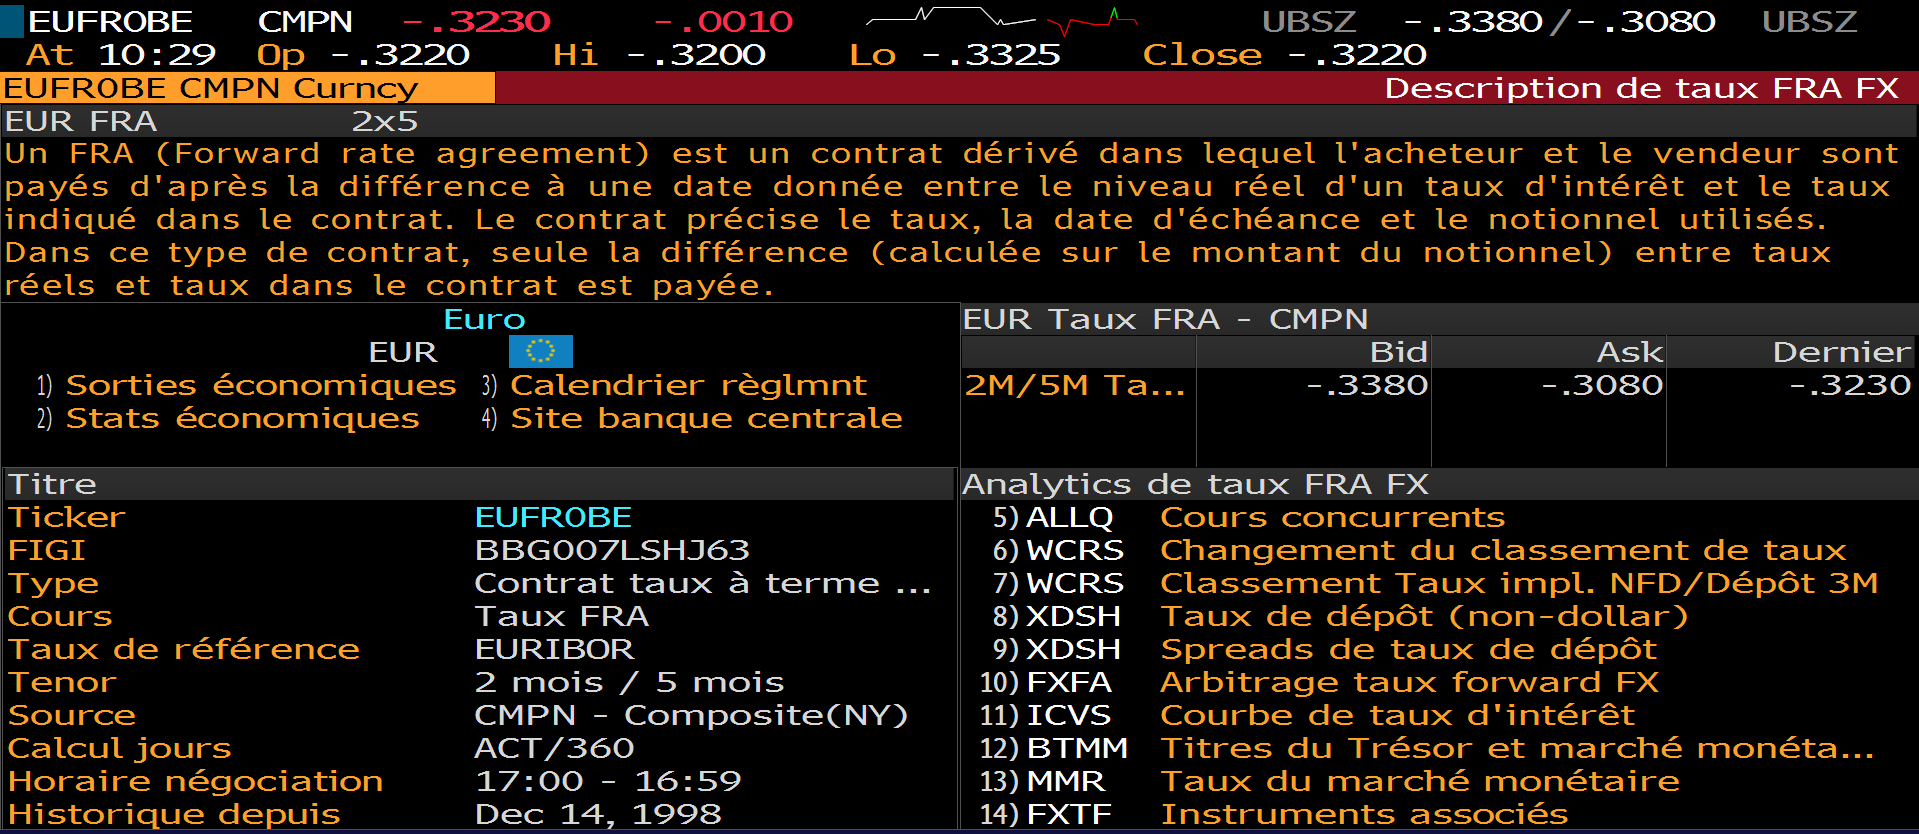 EUFR0BE CMPN -.3230 -.0010 UBSZ -.3380/-.3080 UBSZ
At 10:29 Op -.3220 Hi -.3200 Lo -.3325 Close -.3220
EUFR0BE CMPN Curncy Description de taux FRA FX
EUR FRA 2x5
Un FRA (Forward rate agreement) est un contrat dérivé dans lequel l'acheteur et le vendeur sont
payés d'après la différence à une date donnée entre le niveau réel d'un taux d'intérêt et le taux
indiqué dans le contrat. Le contrat précise le taux, la date d'échéance et le notionnel utilisés.
Dans ce type de contrat, seule la différence (calculée sur le montant du notionnel) entre taux
réels et taux dans le contrat est payée.
Euro
EUR
1) Sorties économiques 3) Calendrier règlmnt
2) Stats économiques 4) Site banque centrale
EUR Taux FRA - CMPN
Bid Ask Dernier
2M/5M Ta... -.3380 -.3080 -.3230
Titre
Ticker EUFR0BE
FIGI BBG007LSHJ63
Type Contrat taux à terme ...
Cours Taux FRA
Taux de référence EURIBOR
Tenor 2 mois / 5 mois
Source CMPN - Composite(NY)
Calcul jours ACT/360
Horaire négociation 17:00 - 16:59
Historique depuis Dec 14, 1998
Analytics de taux FRA FX
5) ALLQ Cours concurrents
6) WCRS Changement du classement de taux
7) WCRS Classement Taux impl. NFD/Dépôt 3M
8) XDSH Taux de dépôt (non-dollar)
9) XDSH Spreads de taux de dépôt
10) FXFA Arbitrage taux forward FX
11) ICVS Courbe de taux d'intérêt
12) BTMM Titres du Trésor et marché monéta...
13) MMR Taux du marché monétaire
14) FXTF Instruments associés